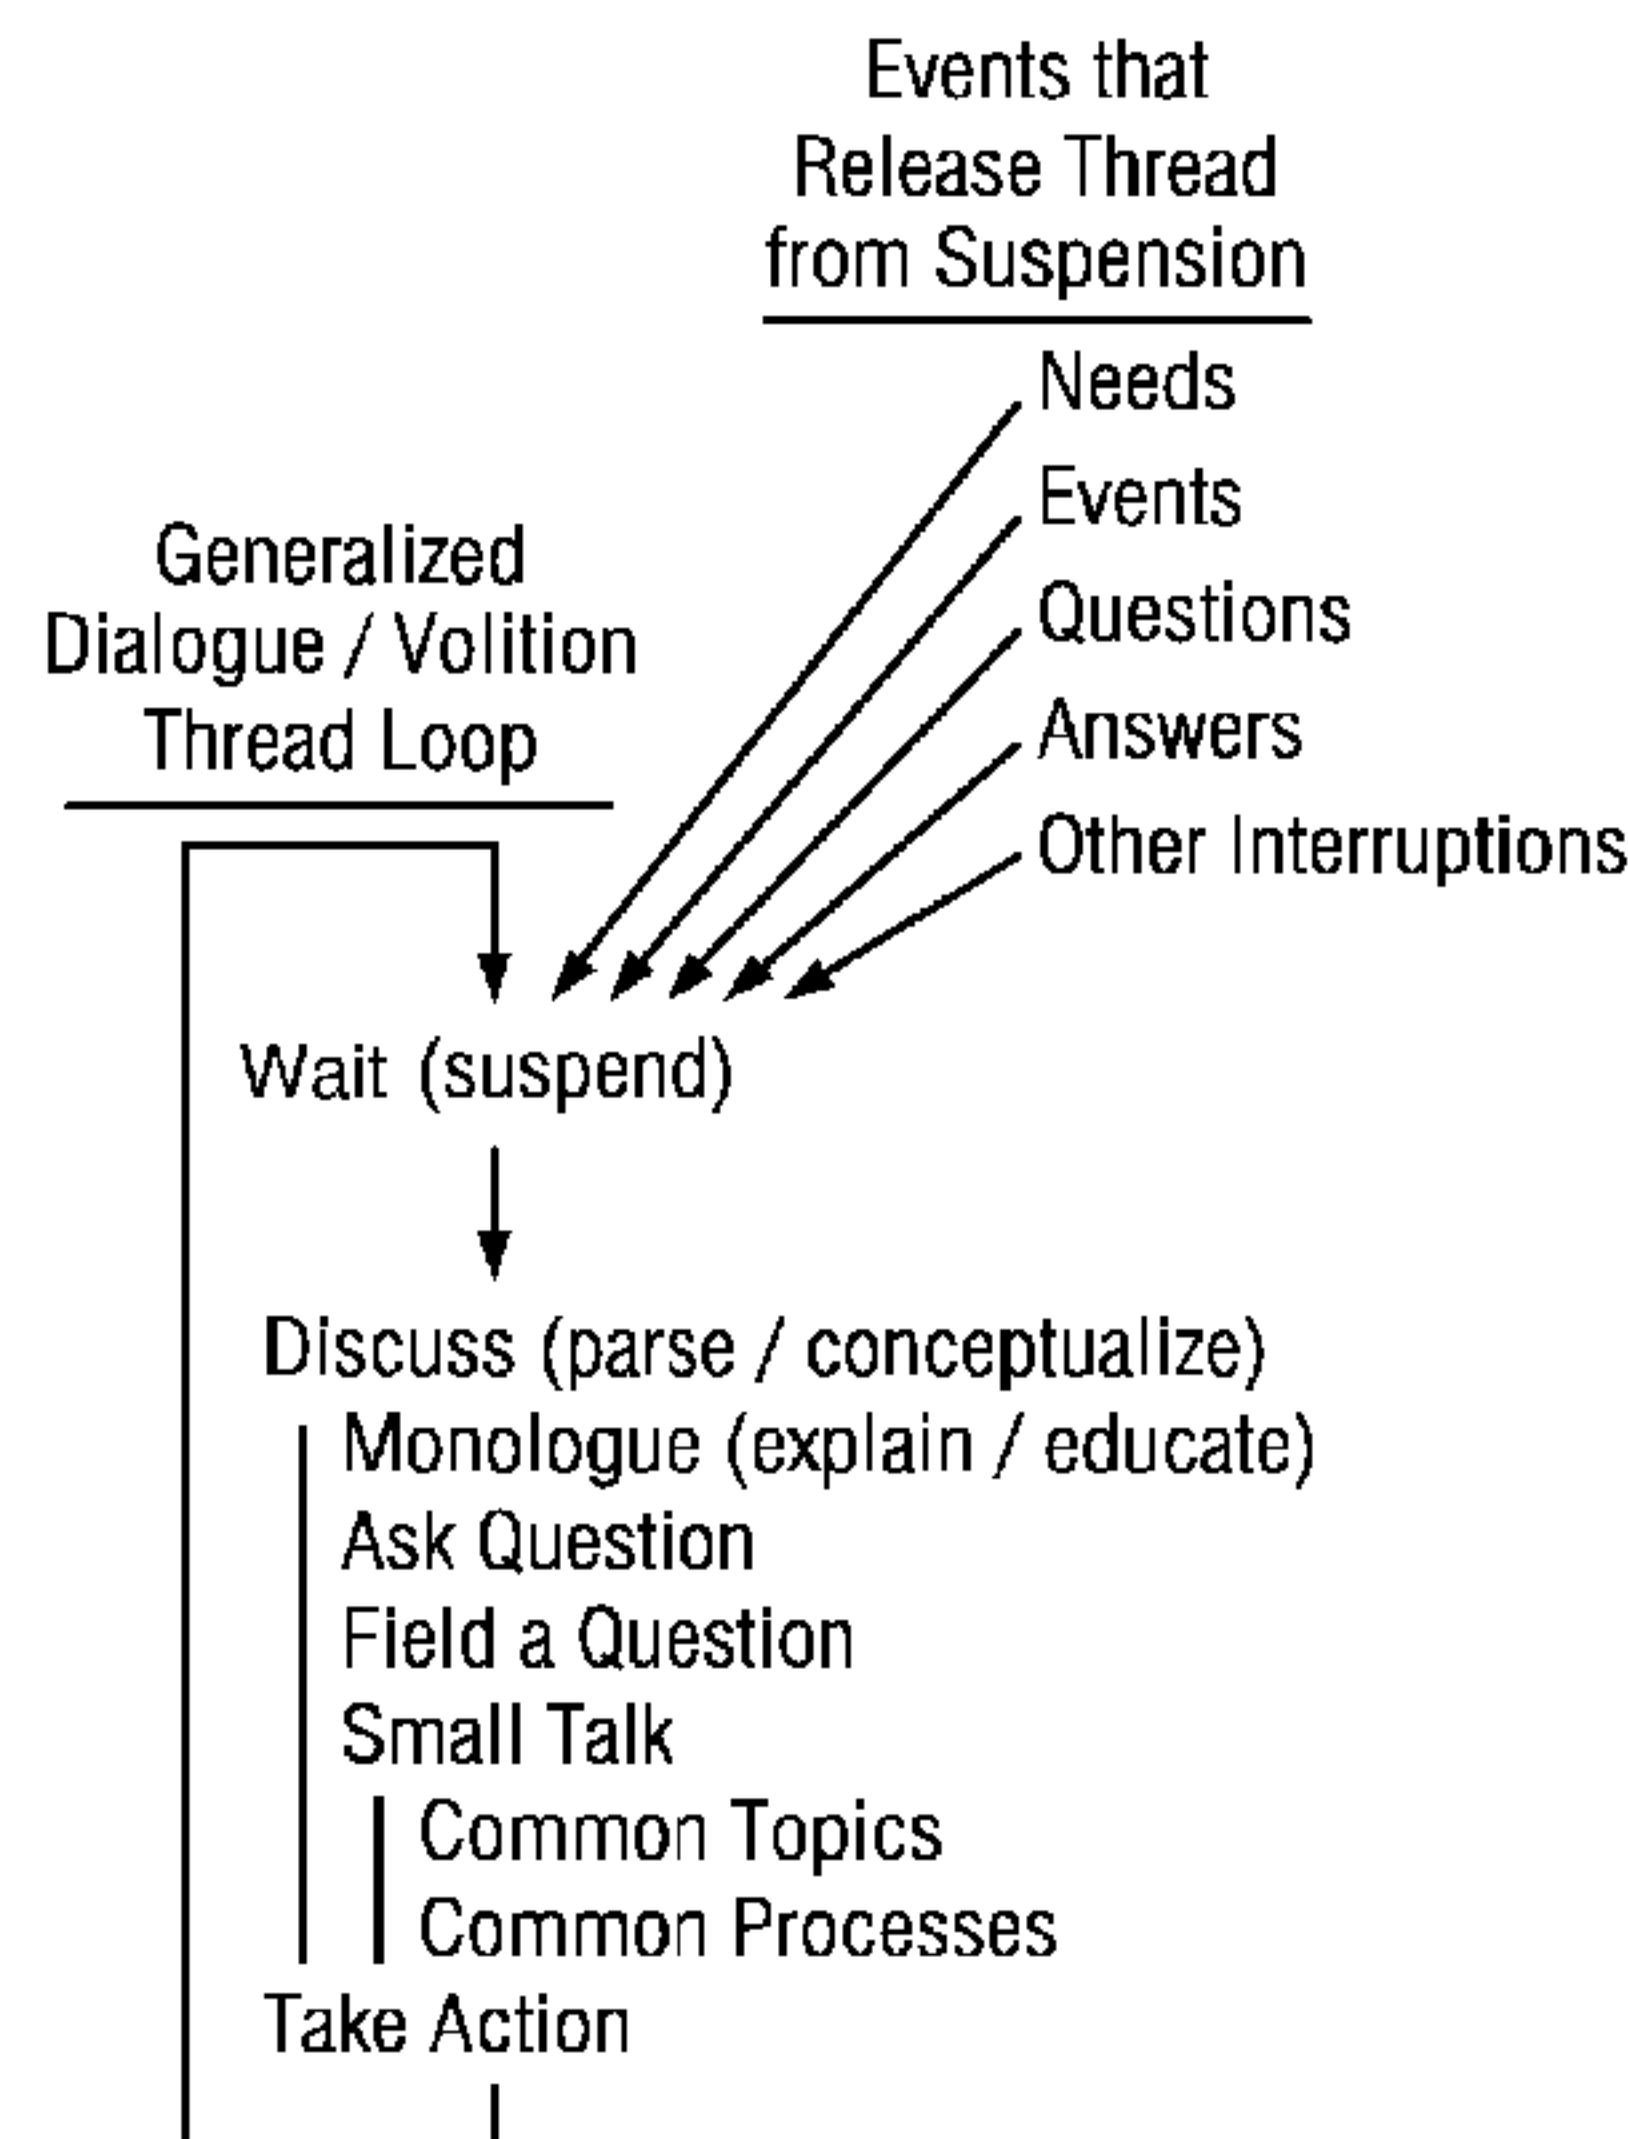 Events that
Release Thread
from Suspension
Needs
Events
Questions
Answers
Other Interruptions
Generalized
Dialogue / Volition
Thread Loop
Wait (suspend)
Discuss (parse / conceptualize)
Monologue (explain / educate)
Ask Question
Field a Question
Small Talk
Common Topics
Common Processes
Take Action